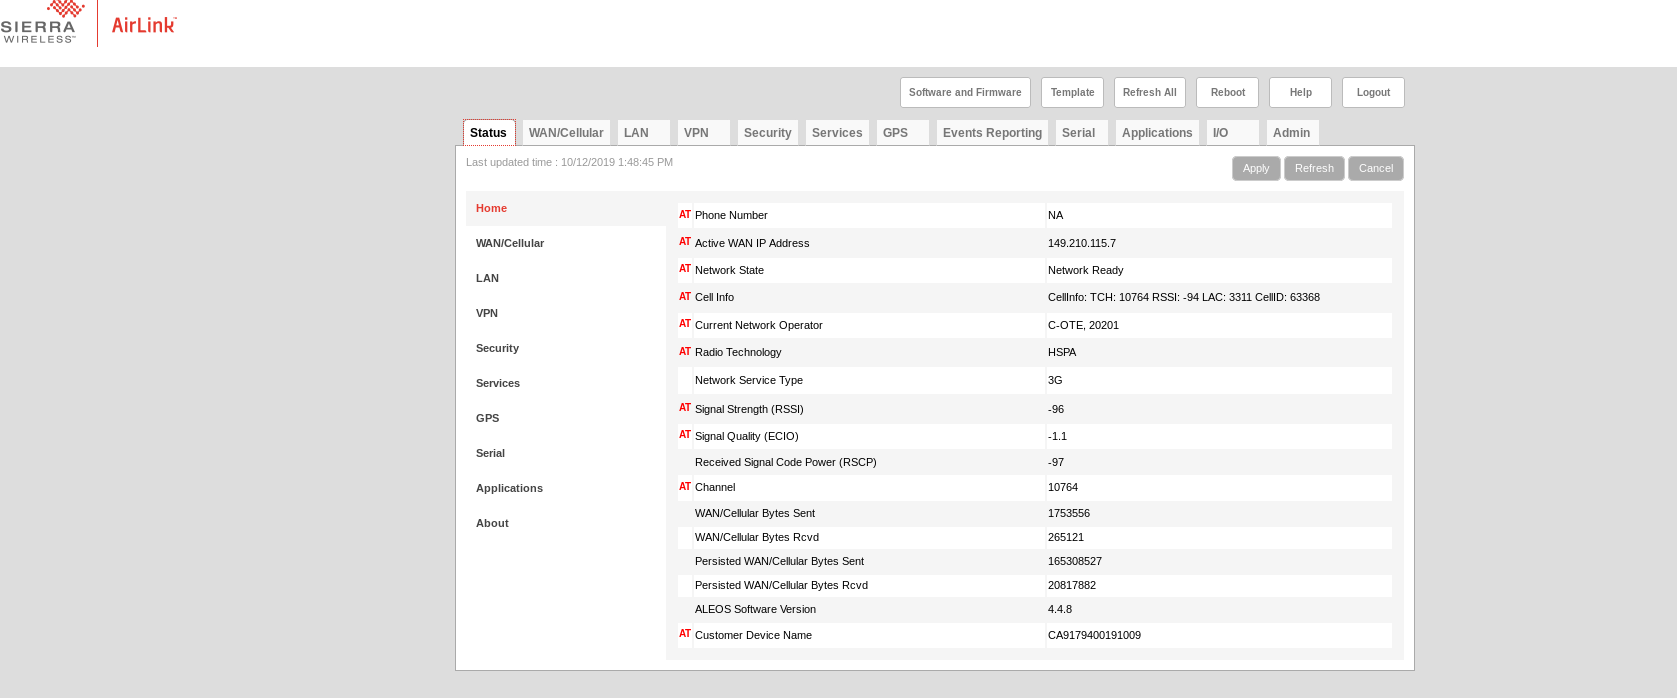 SIERRA
WIRELESS™
AirLink™
Software and Firmware Template Refresh All Reboot Help Logout
Status WAN/Cellular LAN VPN Security Services GPS Events Reporting Serial Applications I/O Admin
Last updated time : 10/12/2019 1:48:45 PM
Apply Refresh Cancel
Home
WAN/Cellular
LAN
VPN
Security
Services
GPS
Serial
Applications
About
AT Phone Number NA
AT Active WAN IP Address 149.210.115.7
AT Network State Network Ready
AT Cell Info CellInfo: TCH: 10764 RSSI: -94 LAC: 3311 CellID: 63368
AT Current Network Operator C-OTE, 20201
AT Radio Technology HSPA
Network Service Type 3G
AT Signal Strength (RSSI) -96
AT Signal Quality (ECIO) -1.1
Received Signal Code Power (RSCP) -97
AT Channel 10764
WAN/Cellular Bytes Sent 1753556
WAN/Cellular Bytes Rcvd 265121
Persisted WAN/Cellular Bytes Sent 165308527
Persisted WAN/Cellular Bytes Rcvd 20817882
ALEOS Software Version 4.4.8
AT Customer Device Name CA9179400191009